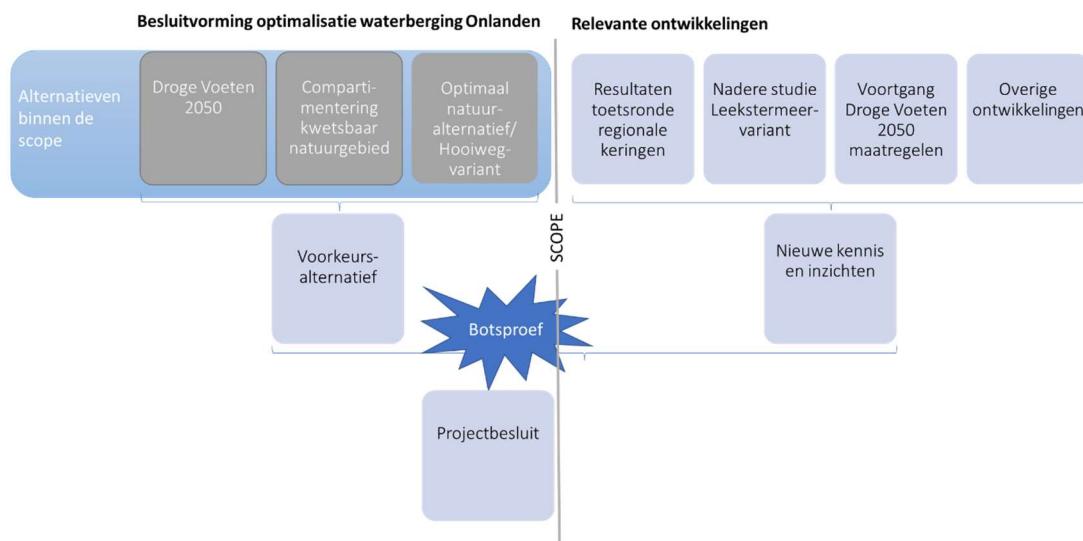 Besluitvorming optimalisatie waterberging Onlanden
Relevante ontwikkelingen
Alternatieven
binnen de
scope
Droge Voeten
2050
Comparti-
mentering
kwetsbaar
natuurgebied
Optimaal
natuur-
alternatief/
Hooiweg-
variant
Resultaten
toetsronde
regionale
keringen
Nadere studie
Leekstermeer-
variant
Voortgang
Droge Voeten
2050
maatregelen
Overige
ontwikkelingen
SCOPE
Voorkeurs-
alternatief
Nieuwe kennis
en inzichten
Botsproef
Projectbesluit